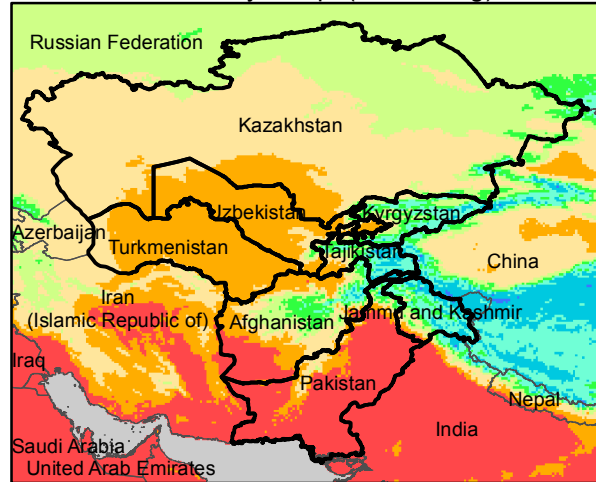 Russian Federation
Kazakhstan
Uzbekistan
Kyrgyzstan
Azerbaijan
Turkmenistan
Tajikistan
China
Iran
(Islamic Republic of)
Afghanistan
Jammu and Kashmir
Iraq
Pakistan
Nepal
India
Saudi Arabia
United Arab Emirates